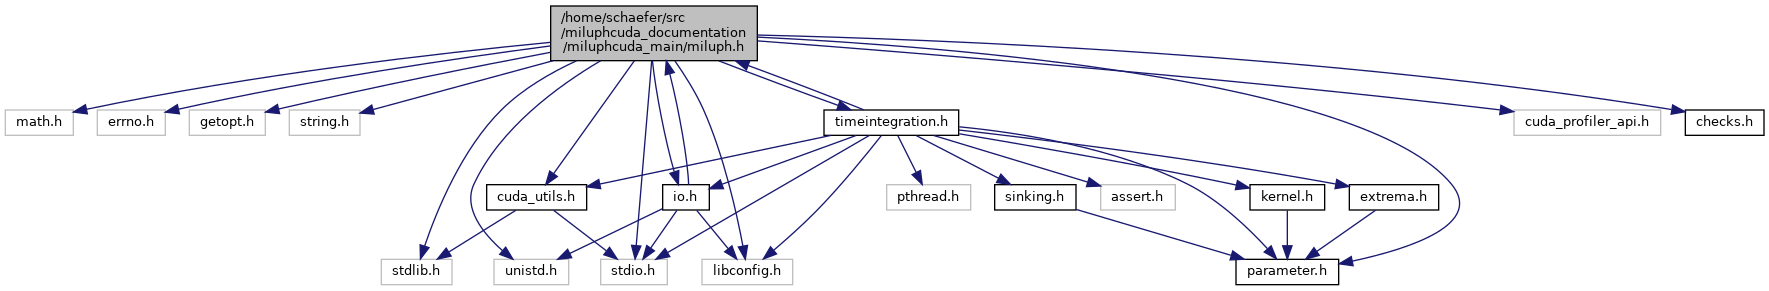 /home/schaefer/src
/miluphcuda_documentation
/miluphcuda_main/miluph.h
math.h
errno.h
getopt.h
string.h
timeintegration.h
cuda_profiler_api.h
checks.h
cuda_utils.h
io.h
pthread.h
sinking.h
assert.h
kernel.h
extrema.h
stdlib.h
unistd.h
stdio.h
libconfig.h
parameter.h